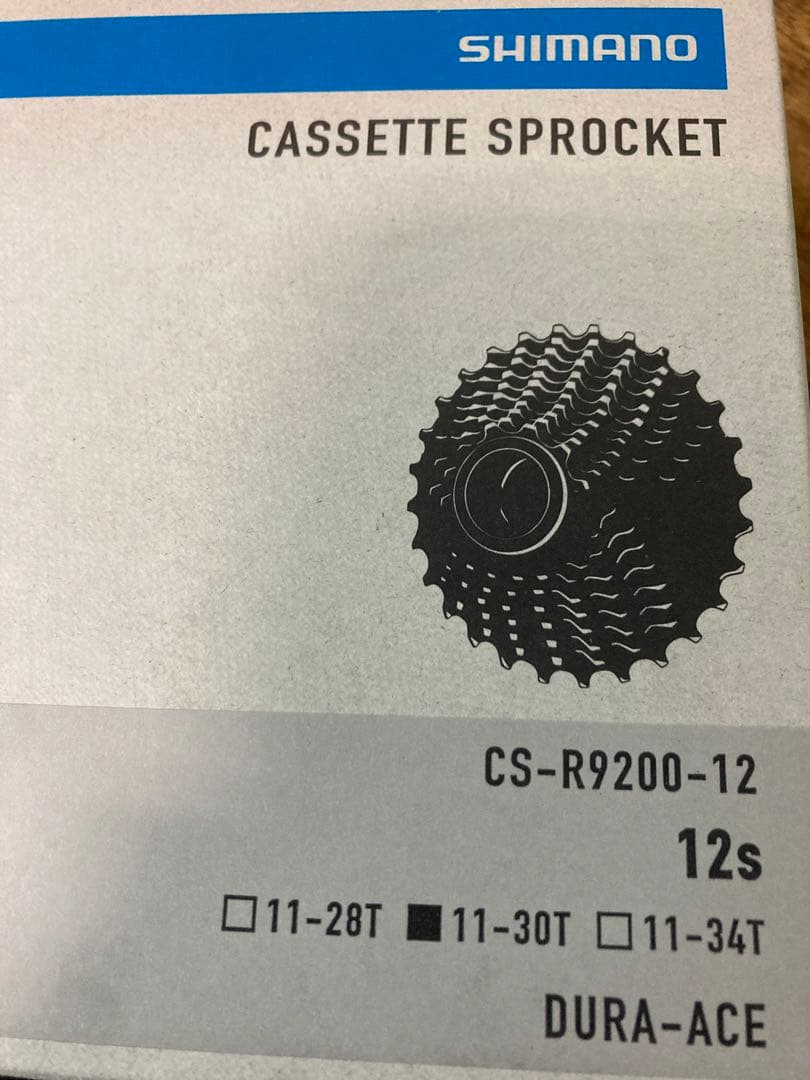 SHIMANO
CASSETTE SPROCKET
CS-R9200-12
12s
□11-28T ■11-30T □11-34T
DURA-ACE